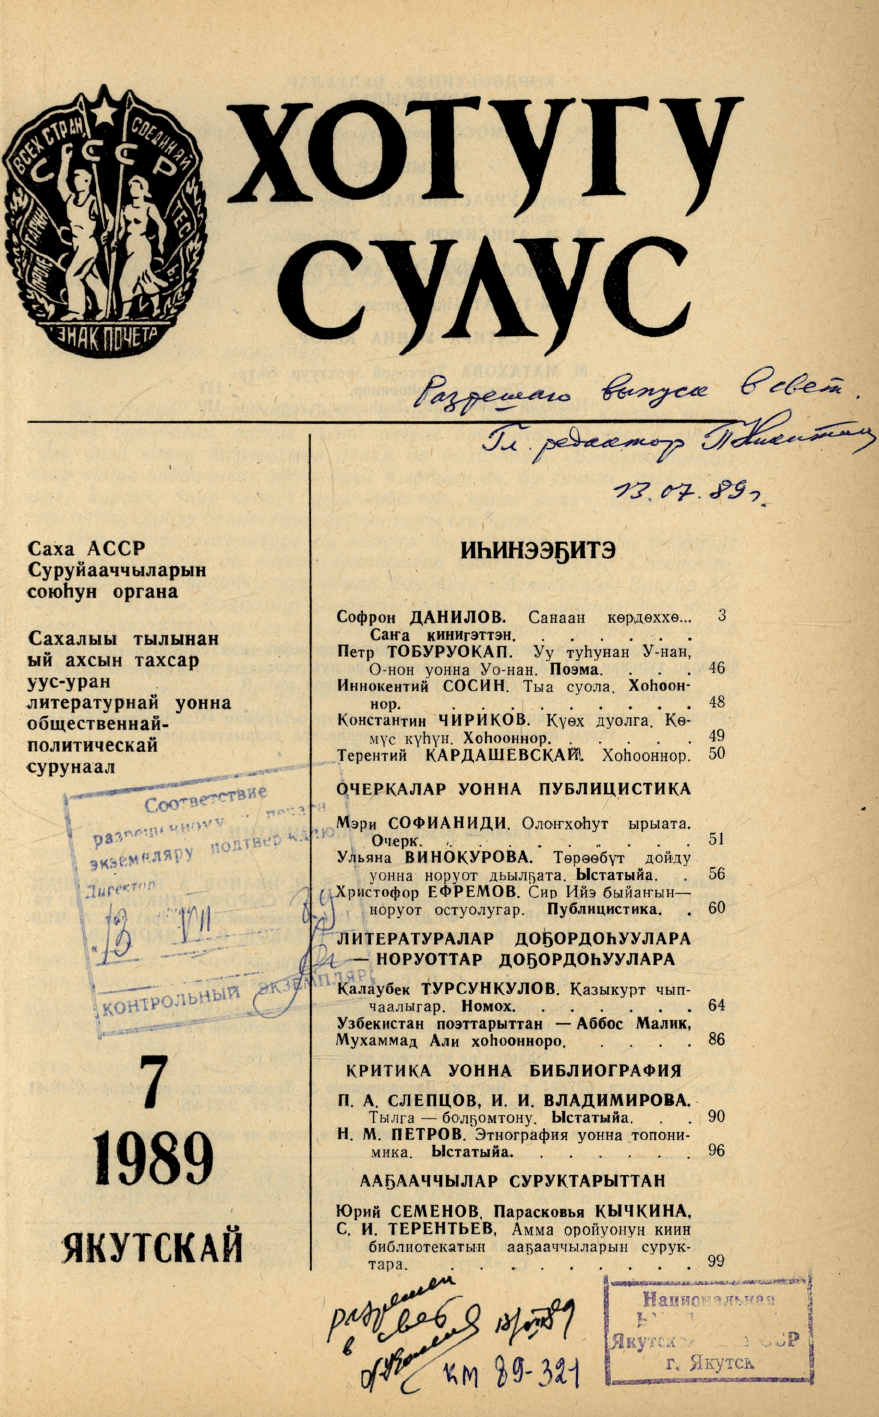 ВСЕХ СТРАН, СОЕДИНЯЙ
СССР
ЗНАК ПОЧЕТА
ХОТУГУ
СУЛУС
Разрешаю выпуск в свет.
Гл. редактор
13.07.89г.
Саха АССР
Суруйааччыларын
союһун органа
Сахалыы тылынан
ый ахсын тахсар
уус-уран
литературнай уонна
общественнай-
политическай
сурунаал
Соответствие
экземпляру подтверждаю
Директор
КОНТРОЛЬНЫЙ ЭКЗЕМПЛЯР
7
1989
ЯКУТСКАЙ
ИҺИНЭЭҔИТЭ
Софрон ДАНИЛОВ. Санаан көрдөххө... 3
Саҥа кинигэттэн. . . . . . .
Петр ТОБУРУОКАП. Уу туһунан У-нан,
О-нон уонна Уо-нан. Поэма. . . . 46
Иннокентий СОСИН. Тыа суола. Хоһоон-
нор. . . . . . . . . . 48
Константин ЧИРИКОВ. Күөх дуолга. Кө-
мүс күһүн. Хоһооннор. . . . . . 49
Терентий КАРДАШЕВСКАЙ. Хоһооннор. 50
ОЧЕРКАЛАР УОННА ПУБЛИЦИСТИКА
Мэри СОФИАНИДИ. Олоҥхоһут ырыата.
Очерк. . . . . . . . . . 51
Ульяна ВИНОКУРОВА. Төрөөбүт дойду
уонна норуот дьылҕата. Ыстатыйа. . . 56
Христофор ЕФРЕМОВ. Сир Ийэ быйаҥын—
норуот остуолугар. Публицистика. . 60
ЛИТЕРАТУРАЛАР ДОҔОРДОҺУУЛАРА
— НОРУОТТАР ДОҔОРДОҺУУЛАРА
Калаубек ТУРСУНКУЛОВ. Казыкурт чып-
чаалыгар. Номох. . . . . . . 64
Узбекистан поэттарыттан — Аббос Малик,
Мухаммад Али хоһоонноро. . . . . 86
КРИТИКА УОННА БИБЛИОГРАФИЯ
П. А. СЛЕПЦОВ, И. И. ВЛАДИМИРОВА.
Тылга — болҕомтону. Ыстатыйа. . . 90
Н. М. ПЕТРОВ. Этнография уонна топони-
мика. Ыстатыйа. . . . . . . 96
ААҔААЧЧЫЛАР СУРУКТАРЫТТАН
Юрий СЕМЕНОВ, Парасковья КЫЧКИНА,
С. И. ТЕРЕНТЬЕВ, Амма оройуонун киин
библиотекатын ааҕааччыларын сурук-
тара. . . . . . . . . . 99
разрешен
в свет
КМ 89-321
Национальная
г. Якутск